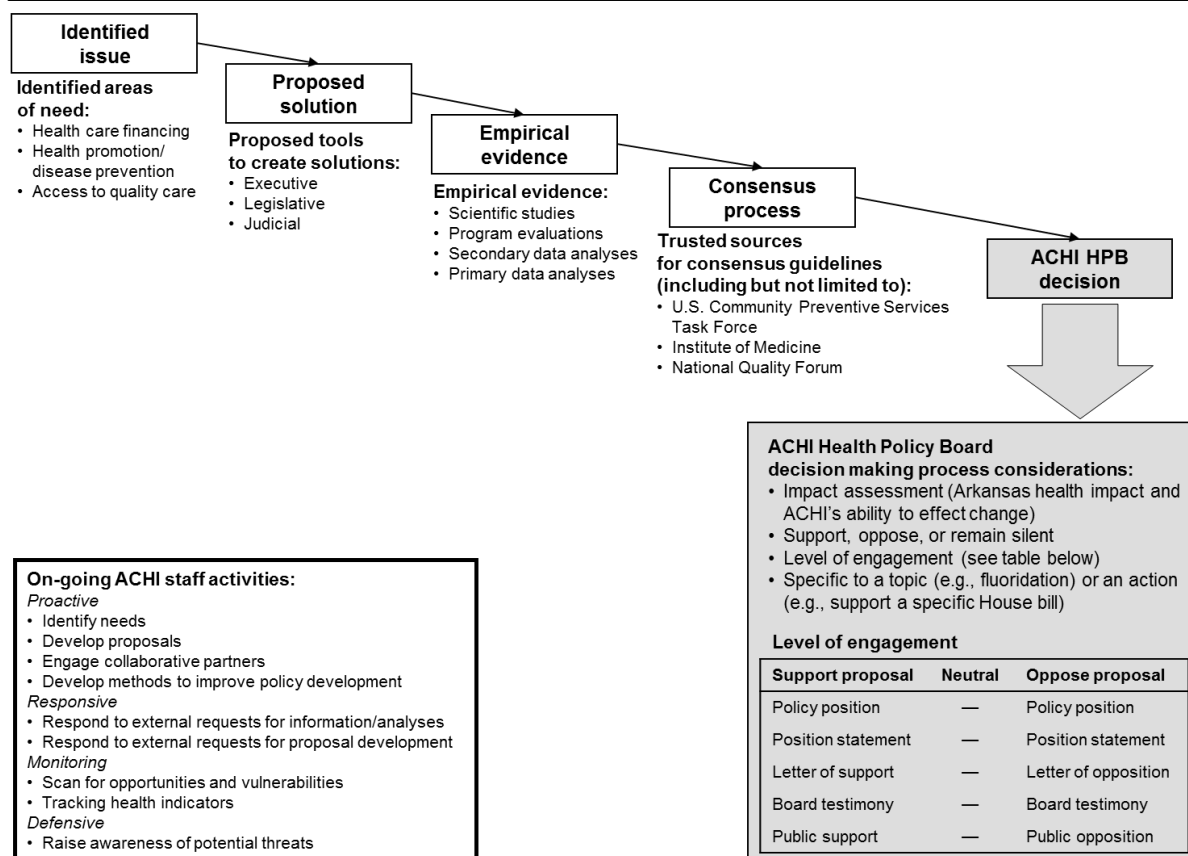 Identified
issue
Identified areas
of need:
• Health care financing
• Health promotion/
disease prevention
• Access to quality care
Proposed
solution
Proposed tools
to create solutions:
• Executive
• Legislative
• Judicial
Empirical
evidence
Empirical evidence:
• Scientific studies
• Program evaluations
• Secondary data analyses
• Primary data analyses
Consensus
process
Trusted sources
for consensus guidelines
(including but not limited to):
• U.S. Community Preventive Services
Task Force
• Institute of Medicine
• National Quality Forum
ACHI HPB
decision
ACHI Health Policy Board
decision making process considerations:
• Impact assessment (Arkansas health impact and
ACHI's ability to effect change)
• Support, oppose, or remain silent
• Level of engagement (see table below)
• Specific to a topic (e.g., fluoridation) or an action
(e.g., support a specific House bill)
Level of engagement
Support proposal Neutral Oppose proposal
Policy position — Policy position
Position statement — Position statement
Letter of support — Letter of opposition
Board testimony — Board testimony
Public support — Public opposition
On-going ACHI staff activities:
Proactive
• Identify needs
• Develop proposals
• Engage collaborative partners
• Develop methods to improve policy development
Responsive
• Respond to external requests for information/analyses
• Respond to external requests for proposal development
Monitoring
• Scan for opportunities and vulnerabilities
• Tracking health indicators
Defensive
• Raise awareness of potential threats